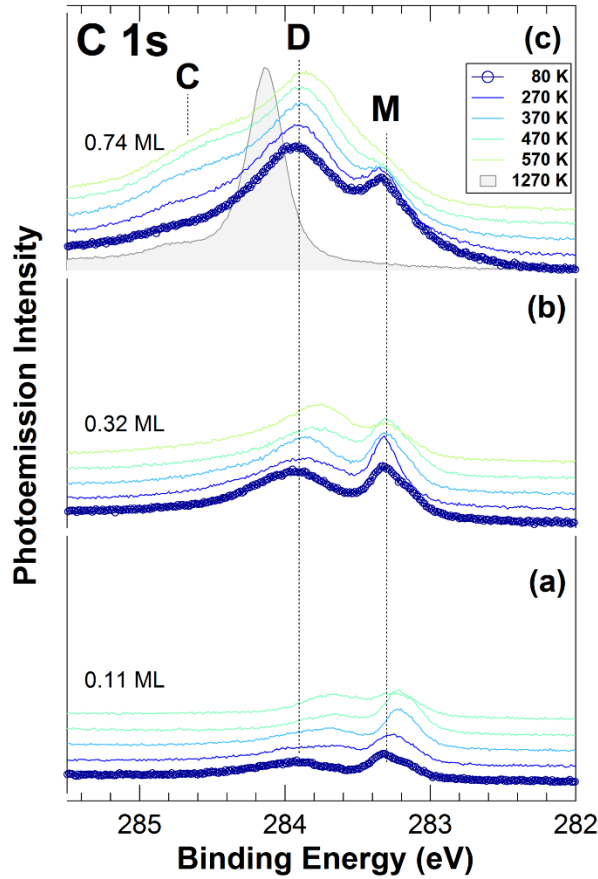 C 1s
D
(c)
C
M
80 K
270 K
370 K
470 K
570 K
1270 K
0.74 ML
(b)
0.32 ML
(a)
0.11 ML
Photoemission Intensity
285
284
283
282
Binding Energy (eV)